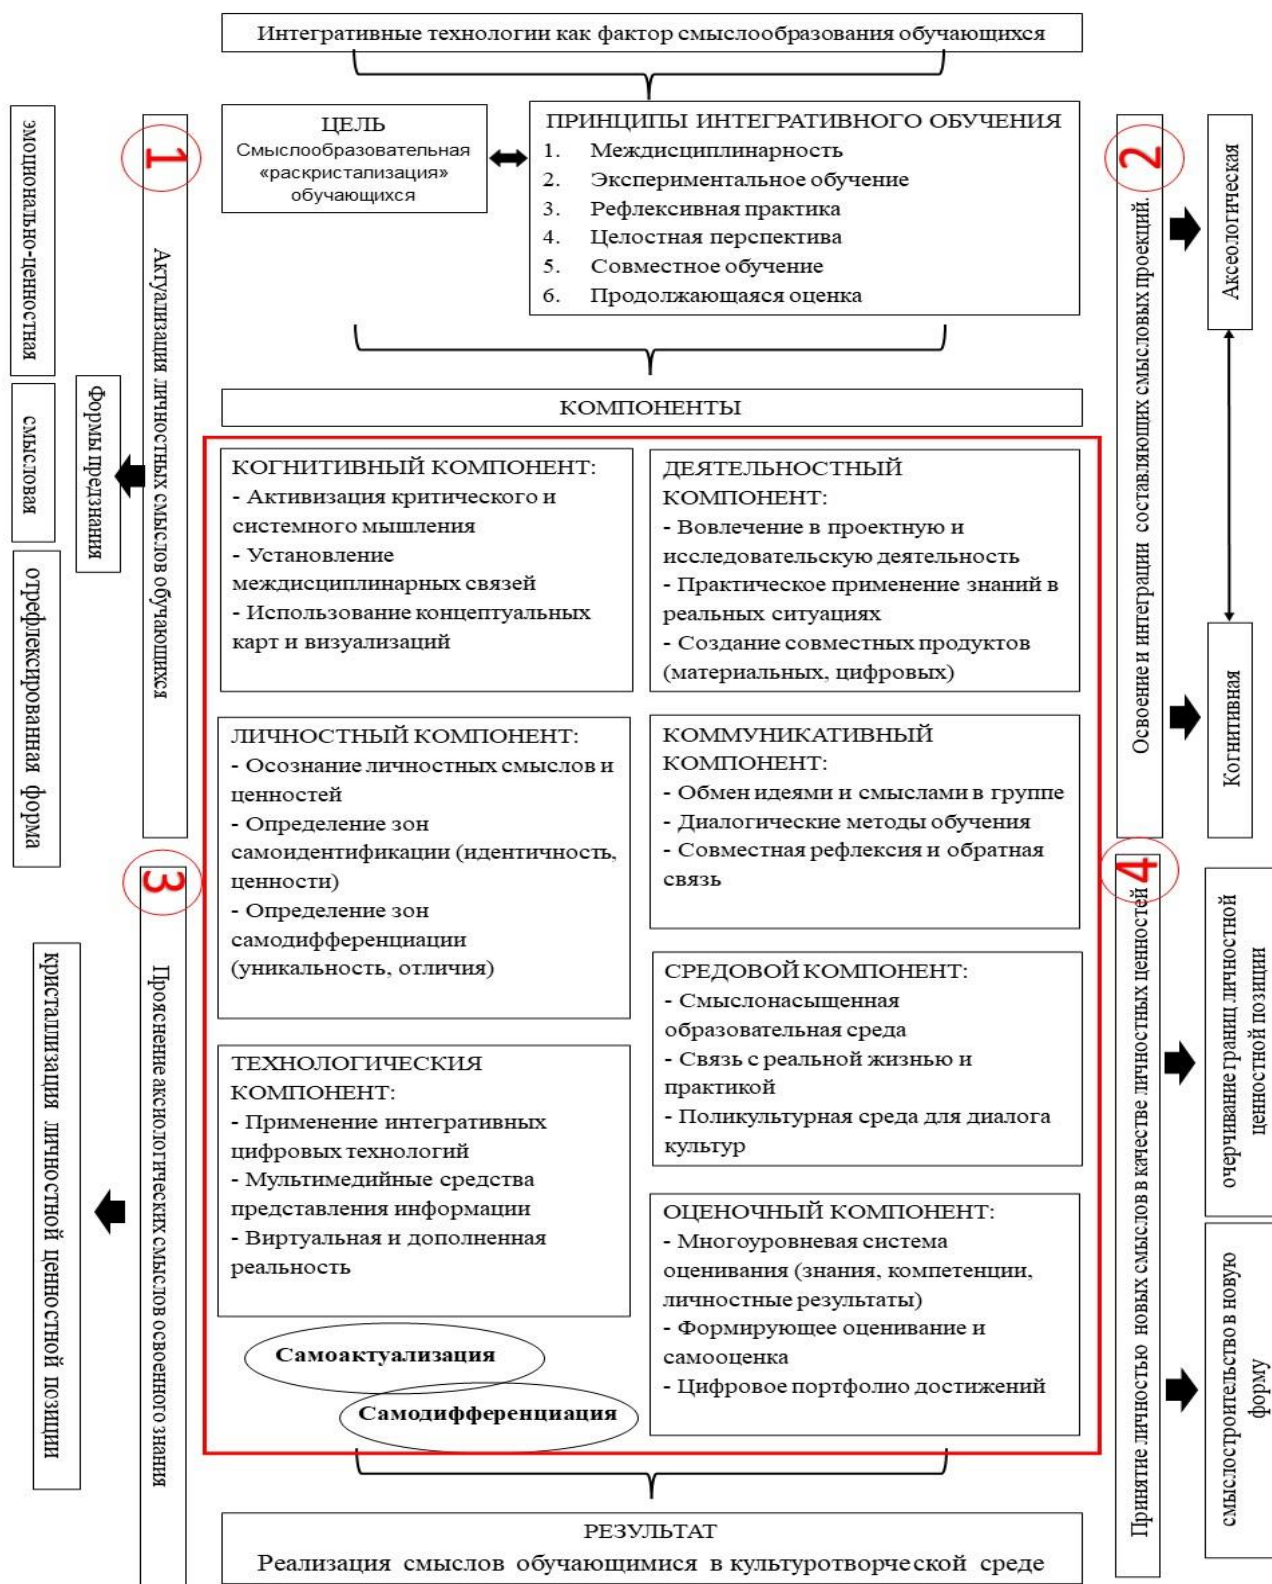 Интегративные технологии как фактор смыслообразования обучающихся
ЦЕЛЬ
Смыслообразовательная
«раскристализация»
обучающихся
ПРИНЦИПЫ ИНТЕГРАТИВНОГО ОБУЧЕНИЯ
1. Междисциплинарность
2. Экспериментальное обучение
3. Рефлексивная практика
4. Целостная перспектива
5. Совместное обучение
6. Продолжающаяся оценка
КОМПОНЕНТЫ
КОГНИТИВНЫЙ КОМПОНЕНТ:
- Активизация критического и
системного мышления
- Установление
междисциплинарных связей
- Использование концептуальных
карт и визуализаций
ДЕЯТЕЛЬНОСТНЫЙ
КОМПОНЕНТ:
- Вовлечение в проектную и
исследовательскую деятельность
- Практическое применение знаний в
реальных ситуациях
- Создание совместных продуктов
(материальных, цифровых)
ЛИЧНОСТНЫЙ КОМПОНЕНТ:
- Осознание личностных смыслов и
ценностей
- Определение зон
самоидентификации (идентичность,
ценности)
- Определение зон
самодифференциации
(уникальность, отличия)
КОММУНИКАТИВНЫЙ
КОМПОНЕНТ:
- Обмен идеями и смыслами в группе
- Диалогические методы обучения
- Совместная рефлексия и обратная
связь
ТЕХНОЛОГИЧЕСКИЯ
КОМПОНЕНТ:
- Применение интегративных
цифровых технологий
- Мультимедийные средства
представления информации
- Виртуальная и дополненная
реальность
СРЕДОВОЙ КОМПОНЕНТ:
- Смыслонасыщенная
образовательная среда
- Связь с реальной жизнью и
практикой
- Поликультурная среда для диалога
культур
ОЦЕНОЧНЫЙ КОМПОНЕНТ:
- Многоуровневая система
оценивания (знания, компетенции,
личностные результаты)
- Формирующее оценивание и
самооценка
- Цифровое портфолио достижений
Самоактуализация
Самодифференциация
РЕЗУЛЬТАТ
Реализация смыслов обучающимися в культуротворческой среде
1
Актуализация личностных смыслов обучающихся
Формы предзнания
эмоционально-ценностная
смысловая
отрефлексированная форма
2
Освоение и интеграции составляющих смысловых проекций.
Аксеологическая
Когнитивная
3
Прояснение аксиологических смыслов освоенного знания
кристаллизация личностной ценностной позиции
4
Принятие личностью новых смыслов в качестве личностных ценностей
очерчивание границ личностной
ценностной позиции
смыслостроительство в новую
форму